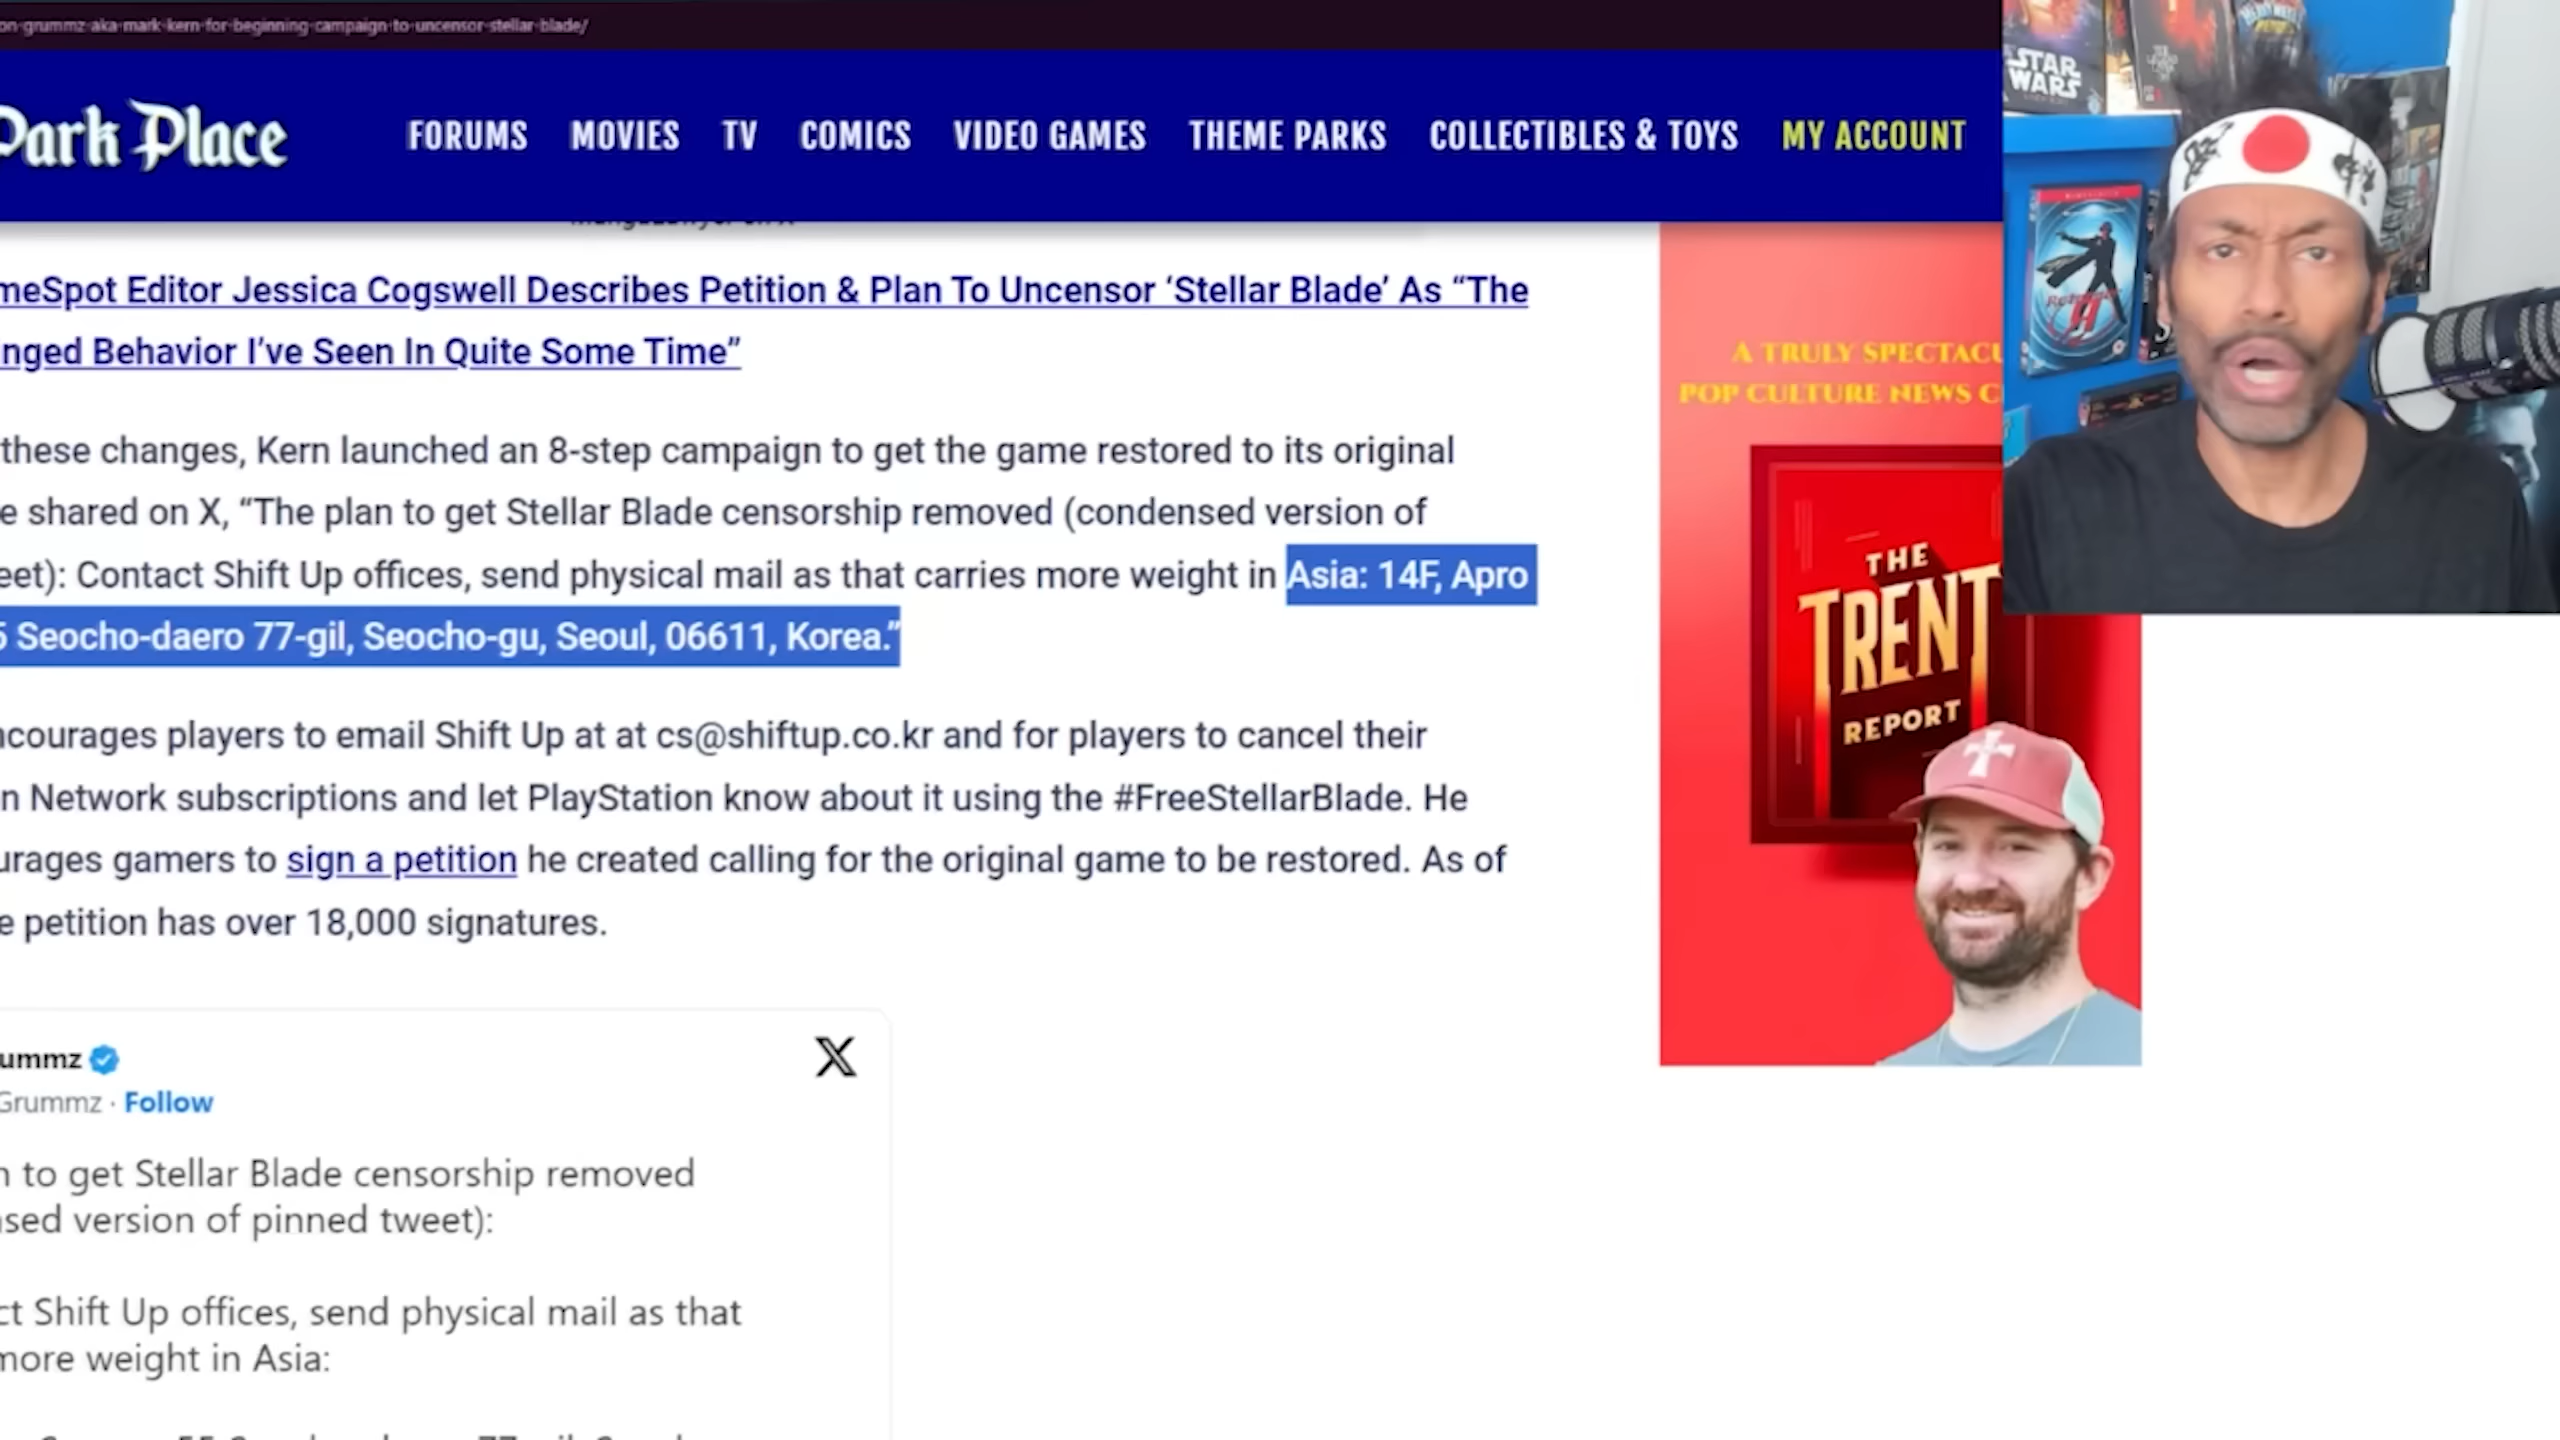 on-grummz-aka-mark-kern-for-beginning-campaign-to-uncensor-stellar-blade/
Park Place
FORUMS MOVIES TV COMICS VIDEO GAMES THEME PARKS COLLECTIBLES & TOYS MY ACCOUNT
meSpot Editor Jessica Cogswell Describes Petition & Plan To Uncensor ‘Stellar Blade’ As “The
nged Behavior I’ve Seen In Quite Some Time”
these changes, Kern launched an 8-step campaign to get the game restored to its original
e shared on X, “The plan to get Stellar Blade censorship removed (condensed version of
eet): Contact Shift Up offices, send physical mail as that carries more weight in Asia: 14F, Apro
5 Seocho-daero 77-gil, Seocho-gu, Seoul, 06611, Korea.”
ncourages players to email Shift Up at at cs@shiftup.co.kr and for players to cancel their
n Network subscriptions and let PlayStation know about it using the #FreeStellarBlade. He
urages gamers to sign a petition he created calling for the original game to be restored. As of
e petition has over 18,000 signatures.
ummz
Grummz · Follow
n to get Stellar Blade censorship removed
nsed version of pinned tweet):
ct Shift Up offices, send physical mail as that
more weight in Asia:
A TRULY SPECTACU
POP CULTURE NEWS C
THE
TRENT
REPORT
STAR
WARS